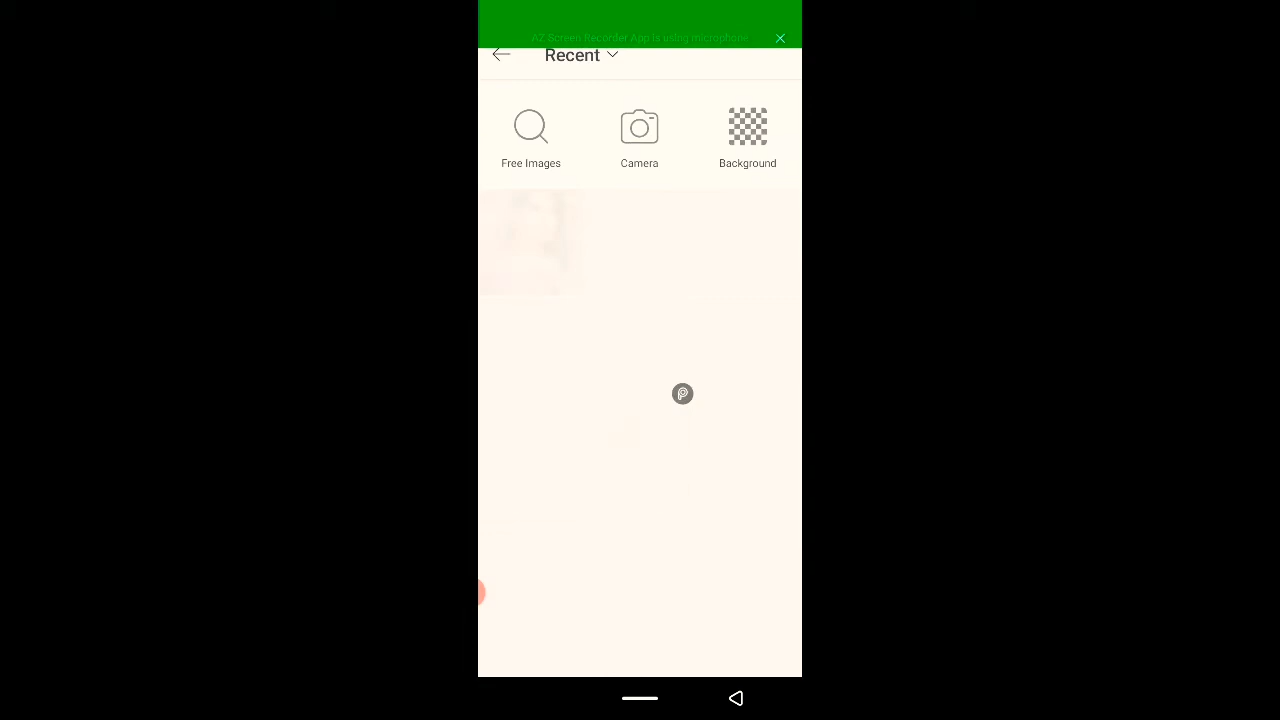 AZ Screen Recorder App is using microphone
Recent
Free Images
Camera
Background